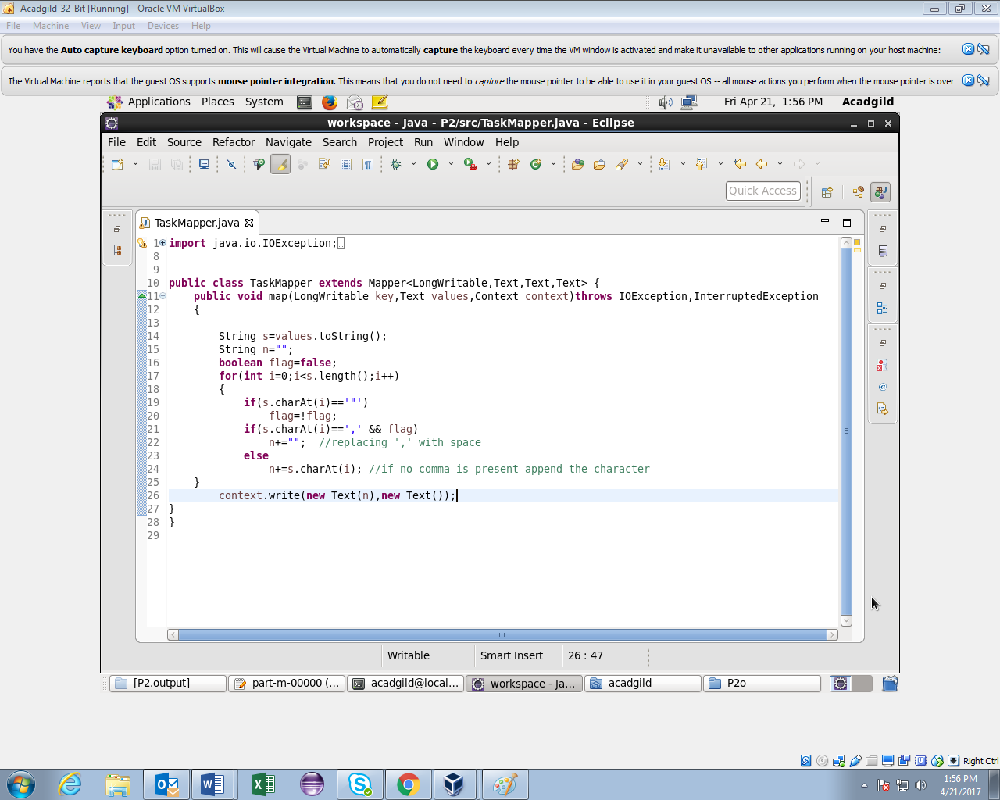 Acadgild_32_Bit [Running] - Oracle VM VirtualBox
File Machine View Input Devices Help
You have the Auto capture keyboard option turned on. This will cause the Virtual Machine to automatically capture the keyboard every time the VM window is activated and make it unavailable to other applications running on your host machine:
The Virtual Machine reports that the guest OS supports mouse pointer integration. This means that you do not need to capture the mouse pointer to be able to use it in your guest OS -- all mouse actions you perform when the mouse pointer is over
Applications Places System Fri Apr 21, 1:56 PM Acadgild
workspace - Java - P2/src/TaskMapper.java - Eclipse
File Edit Source Refactor Navigate Search Project Run Window Help
Quick Access
TaskMapper.java
1 import java.io.IOException;
8
9
10 public class TaskMapper extends Mapper<LongWritable,Text,Text,Text> {
11 public void map(LongWritable key,Text values,Context context)throws IOException,InterruptedException
12 {
13
14 String s=values.toString();
15 String n="";
16 boolean flag=false;
17 for(int i=0;i<s.length();i++)
18 {
19 if(s.charAt(i)=='"')
20 flag=!flag;
21 if(s.charAt(i)==',' && flag)
22 n+=""; //replacing ',' with space
23 else
24 n+=s.charAt(i); //if no comma is present append the character
25 }
26 context.write(new Text(n),new Text());
27 }
28 }
29
Writable Smart Insert 26 : 47
[P2.output] part-m-00000 (... acadgild@local... workspace - Ja... acadgild P2o
Right Ctrl
1:56 PM
4/21/2017